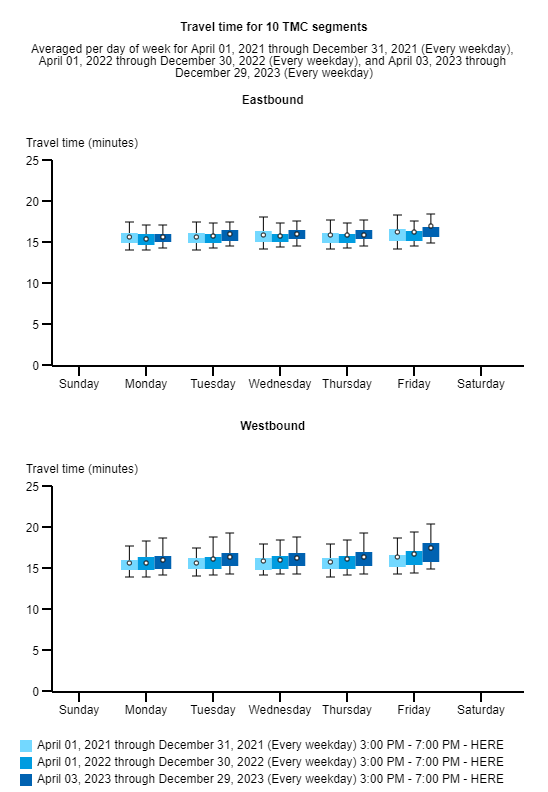 Travel time for 10 TMC segments
Averaged per day of week for April 01, 2021 through December 31, 2021 (Every weekday),
April 01, 2022 through December 30, 2022 (Every weekday), and April 03, 2023 through
December 29, 2023 (Every weekday)
Eastbound
Travel time (minutes)
25
20
15
10
5
0
Sunday Monday Tuesday Wednesday Thursday Friday Saturday
Westbound
Travel time (minutes)
25
20
15
10
5
0
Sunday Monday Tuesday Wednesday Thursday Friday Saturday
April 01, 2021 through December 31, 2021 (Every weekday) 3:00 PM - 7:00 PM - HERE
April 01, 2022 through December 30, 2022 (Every weekday) 3:00 PM - 7:00 PM - HERE
April 03, 2023 through December 29, 2023 (Every weekday) 3:00 PM - 7:00 PM - HERE